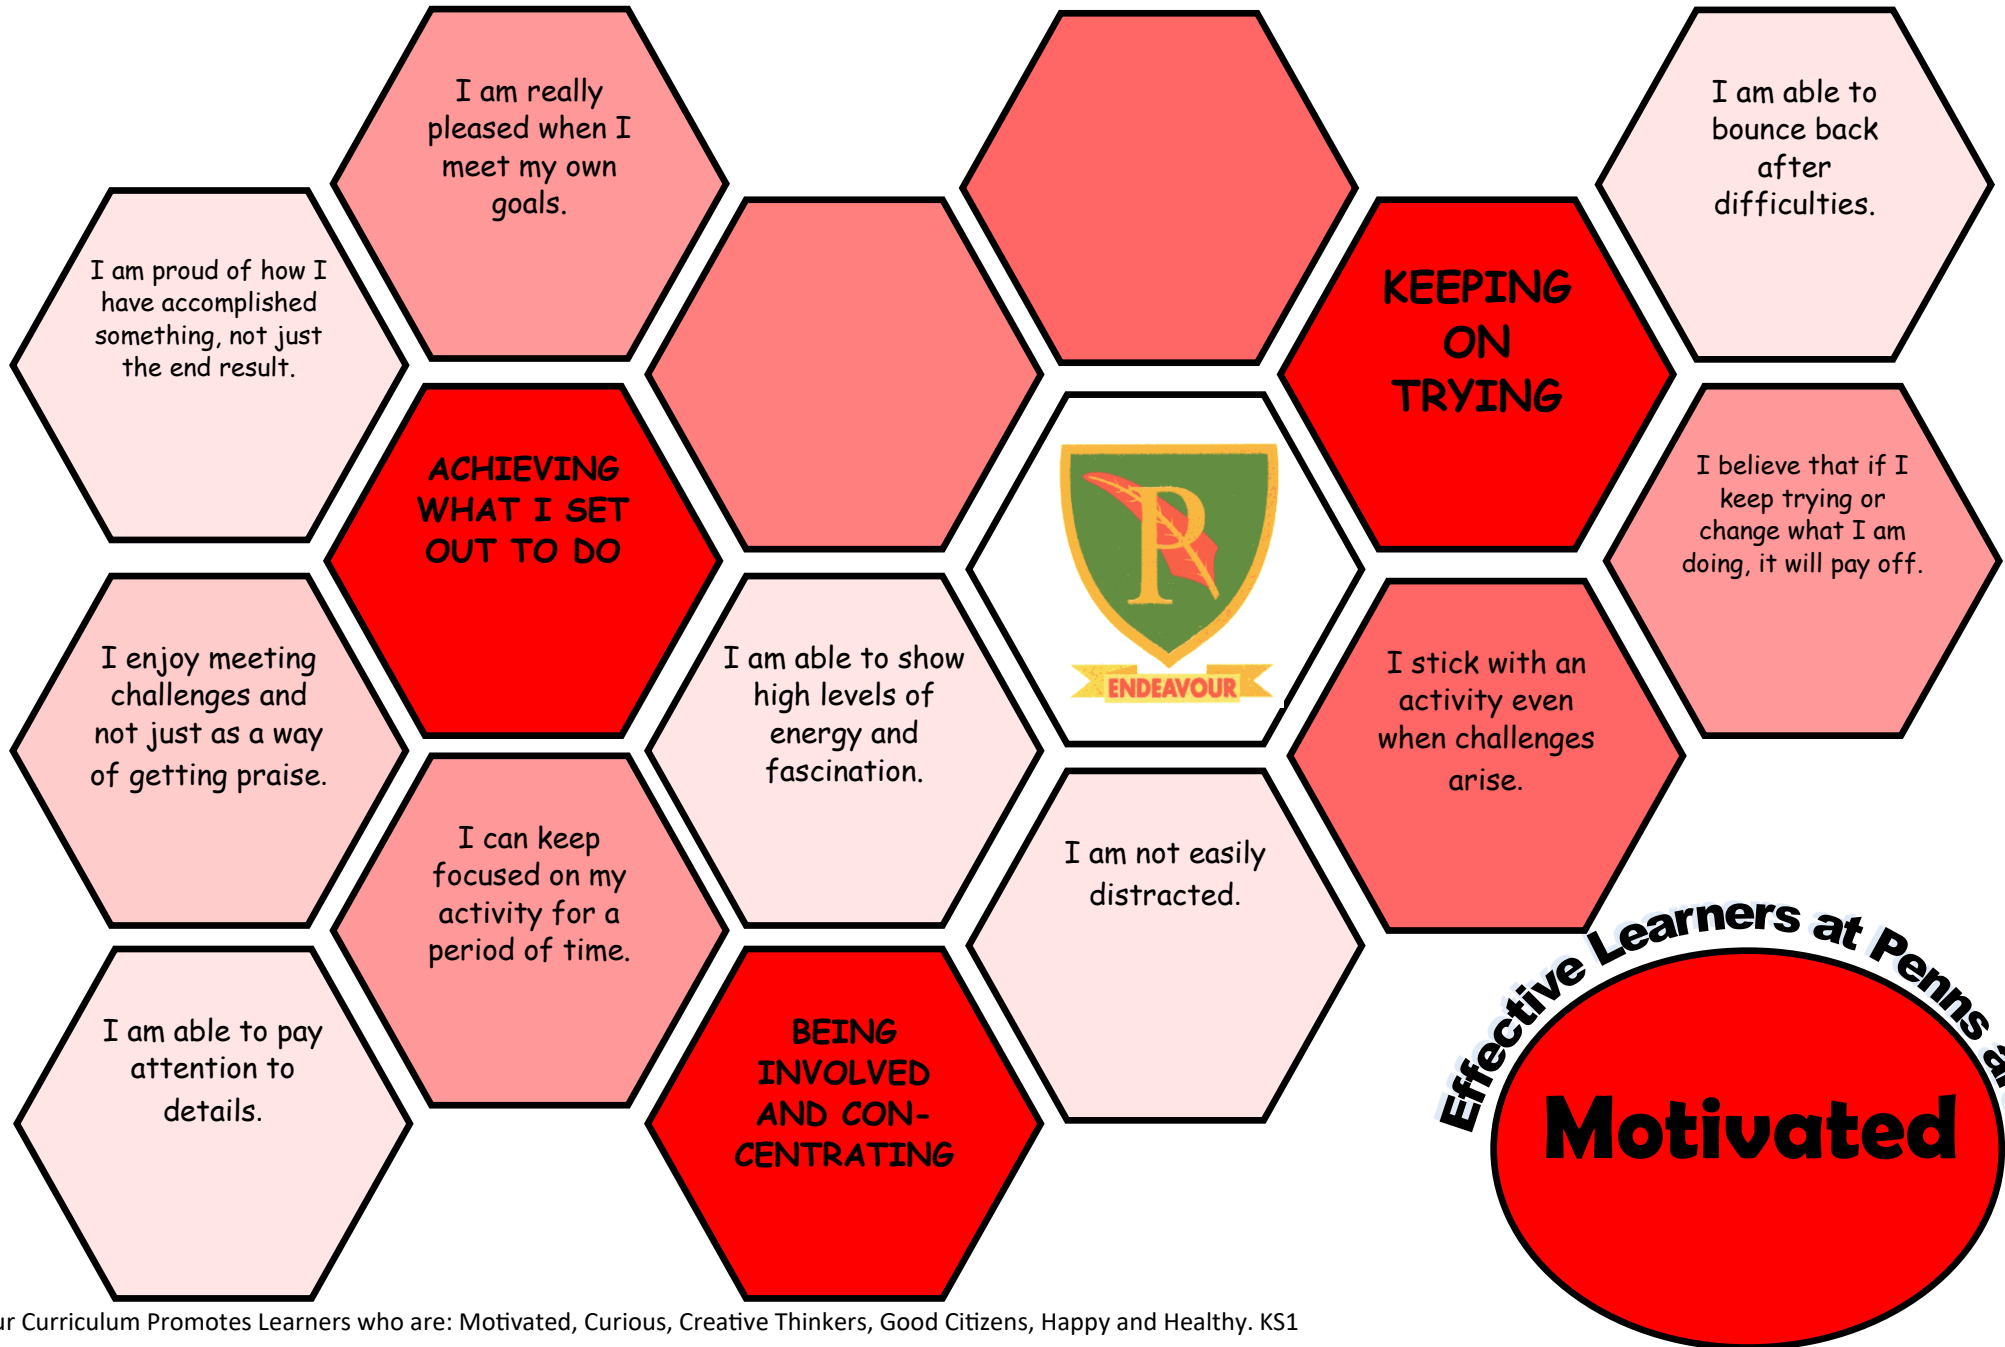 I am really
pleased when I
meet my own
goals.
I am able to
bounce back
after
difficulties.
I am proud of how I
have accomplished
something, not just
the end result.
KEEPING
ON
TRYING
ACHIEVING
WHAT I SET
OUT TO DO
P
ENDEAVOUR
I believe that if I
keep trying or
change what I am
doing, it will pay off.
I enjoy meeting
challenges and
not just as a way
of getting praise.
I am able to show
high levels of
energy and
fascination.
I stick with an
activity even
when challenges
arise.
I can keep
focused on my
activity for a
period of time.
I am not easily
distracted.
I am able to pay
attention to
details.
BEING
INVOLVED
AND CON-
CENTRATING
Effective Learners at Penns
Motivated
ur Curriculum Promotes Learners who are: Motivated, Curious, Creative Thinkers, Good Citizens, Happy and Healthy. KS1